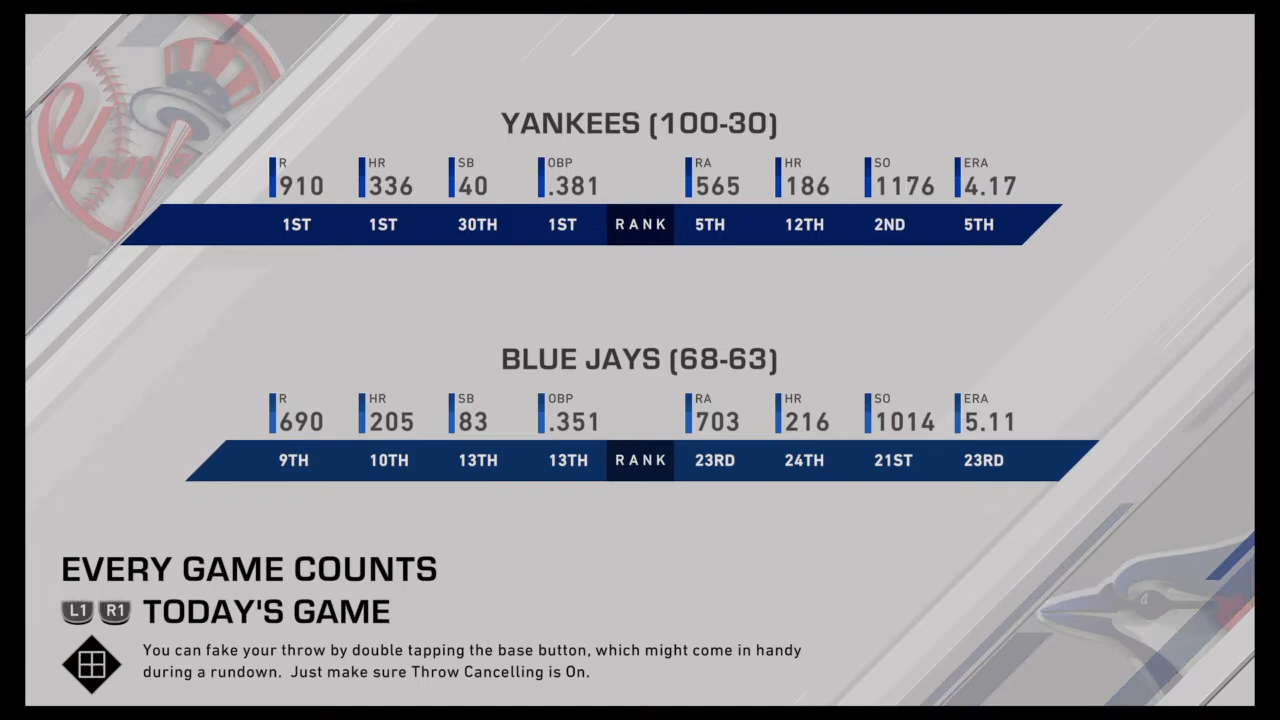 Yank
YANKEES (100-30)
R HR SB OBP RA HR SO ERA
910 336 40 .381 565 186 1176 4.17
1ST 1ST 30TH 1ST RANK 5TH 12TH 2ND 5TH
BLUE JAYS (68-63)
R HR SB OBP RA HR SO ERA
690 205 83 .351 703 216 1014 5.11
9TH 10TH 13TH 13TH RANK 23RD 24TH 21ST 23RD
EVERY GAME COUNTS
L1 R1 TODAY'S GAME
You can fake your throw by double tapping the base button, which might come in handy
during a rundown. Just make sure Throw Cancelling is On.